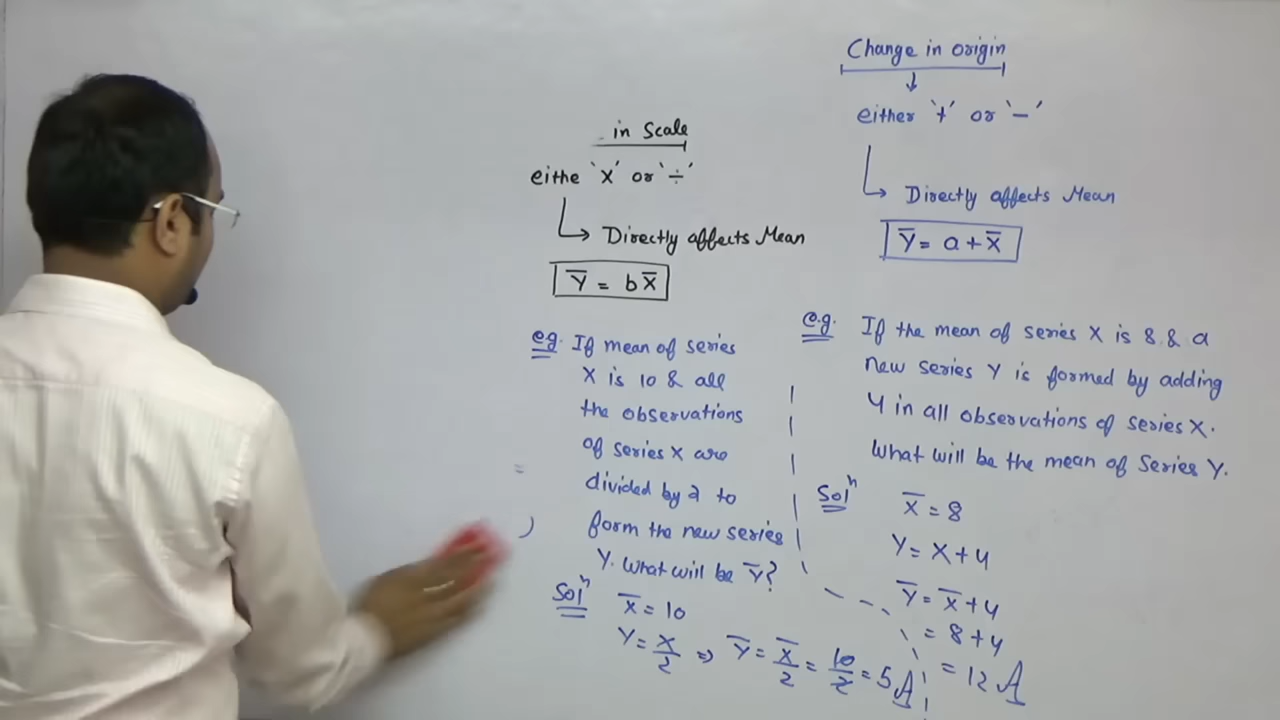 in Scale
eithe 'x' or '÷'
Directly affects Mean
Y̅ = bX̅
e.g. If mean of series
X is 10 & all
the observations
of series X are
divided by 2 to
form the new series
Y. What will be Y̅?
Solⁿ X̅ = 10
Y = X/2 ⇒ Y̅ = X̅/2 = 10/2 = 5 A
Change in origin
either '+' or '-'
Directly affects Mean
Y̅ = a + X̅
e.g. If the mean of series X is 8 & a
new series Y is formed by adding
4 in all observations of series X.
What will be the mean of Series Y.
Solⁿ X̅ = 8
Y = X + 4
Y̅ = X̅ + 4
= 8 + 4
= 12 A